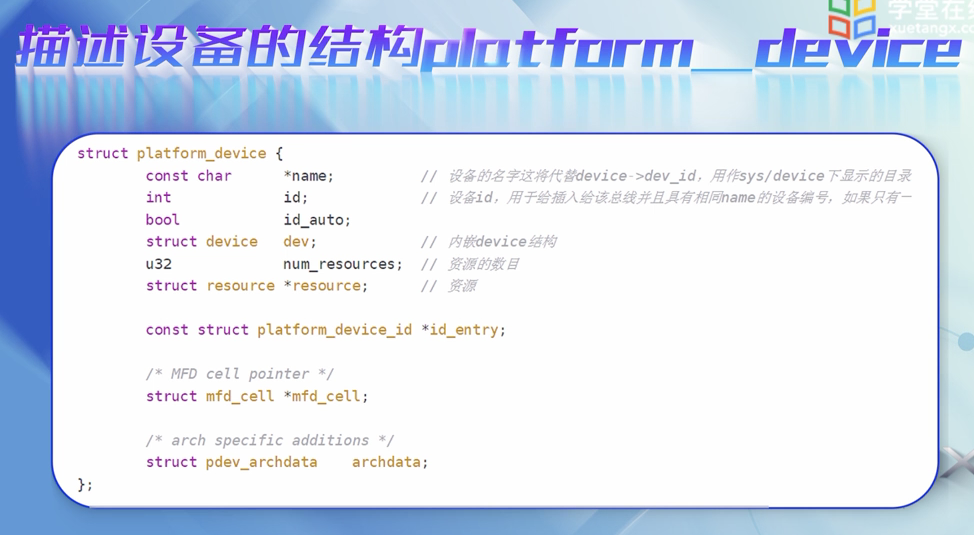 学堂在线
xuetangx.co
描述设备的结构platform__device
struct platform_device {
const char *name; // 设备的名字这将代替device->dev_id，用作sys/device下显示的目录
int id; // 设备id，用于给插入给该总线并且具有相同name的设备编号，如果只有一
bool id_auto;
struct device dev; // 内嵌device结构
u32 num_resources; // 资源的数目
struct resource *resource; // 资源
const struct platform_device_id *id_entry;
/* MFD cell pointer */
struct mfd_cell *mfd_cell;
/* arch specific additions */
struct pdev_archdata archdata;
};